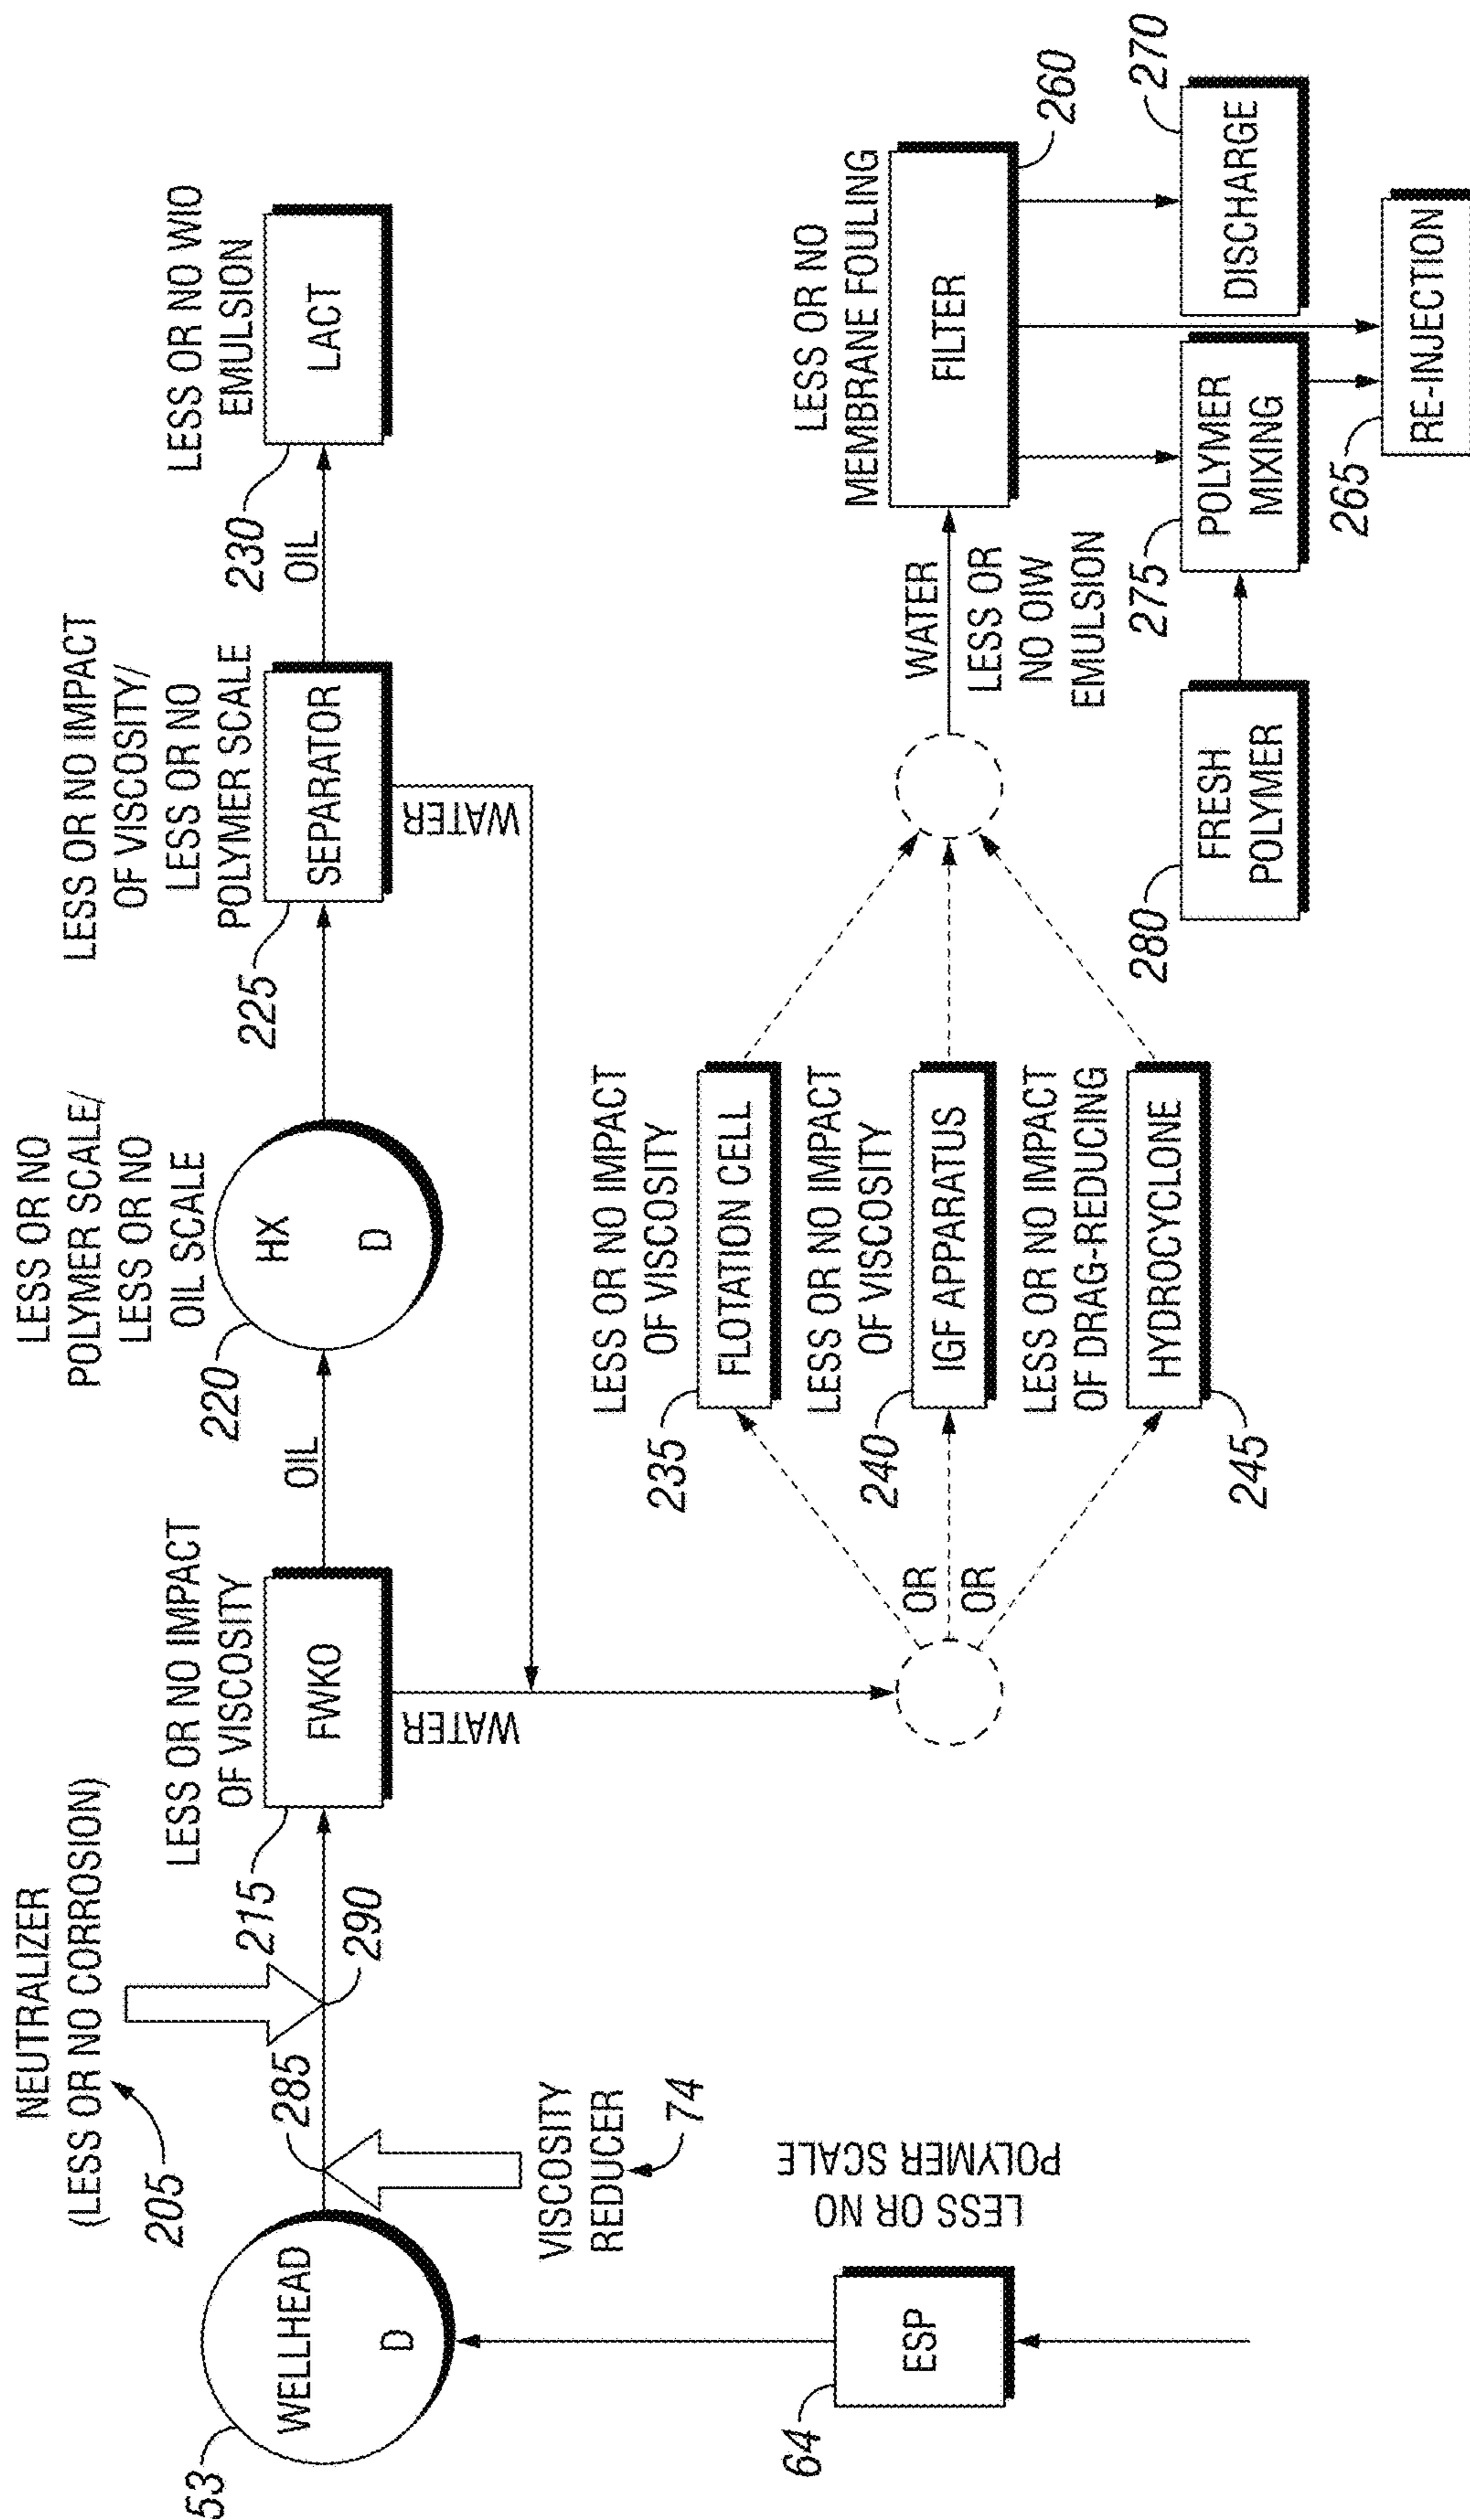 NEUTRALIZER
(LESS OR NO CORROSION)
205
53
WELLHEAD
D
285
290
VISCOSITY
REDUCER
74
64
ESP
LESS OR NO
POLYMER SCALE
LESS OR NO IMPACT
OF VISCOSITY
215
FWKO
WATER
OIL
LESS OR NO
POLYMER SCALE/
LESS OR NO
OIL SCALE
220
HX
D
LESS OR NO IMPACT
OF VISCOSITY/
LESS OR NO
POLYMER SCALE
225
SEPARATOR
WATER
OIL
LESS OR NO WIO
EMULSION
230
LACT
OR
OR
LESS OR NO IMPACT
OF VISCOSITY
235
FLOTATION CELL
LESS OR NO IMPACT
OF VISCOSITY
240
IGF APPARATUS
LESS OR NO IMPACT
OF DRAG-REDUCING
HYDROCYCLONE
245
WATER
LESS OR
NO OIW
EMULSION
LESS OR NO
MEMBRANE FOULING
FILTER
260
280
FRESH
POLYMER
275
POLYMER
MIXING
270
DISCHARGE
265
RE-INJECTION